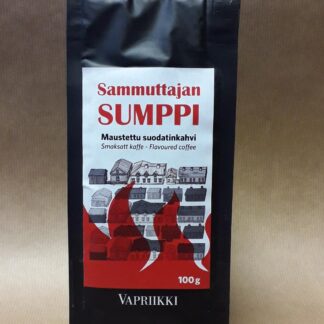 Sammuttajan
SUMPPI
Maustettu suodatinkahvi
Smaksatt kaffe - Flavoured coffee
100 g
VAPRIIKKI